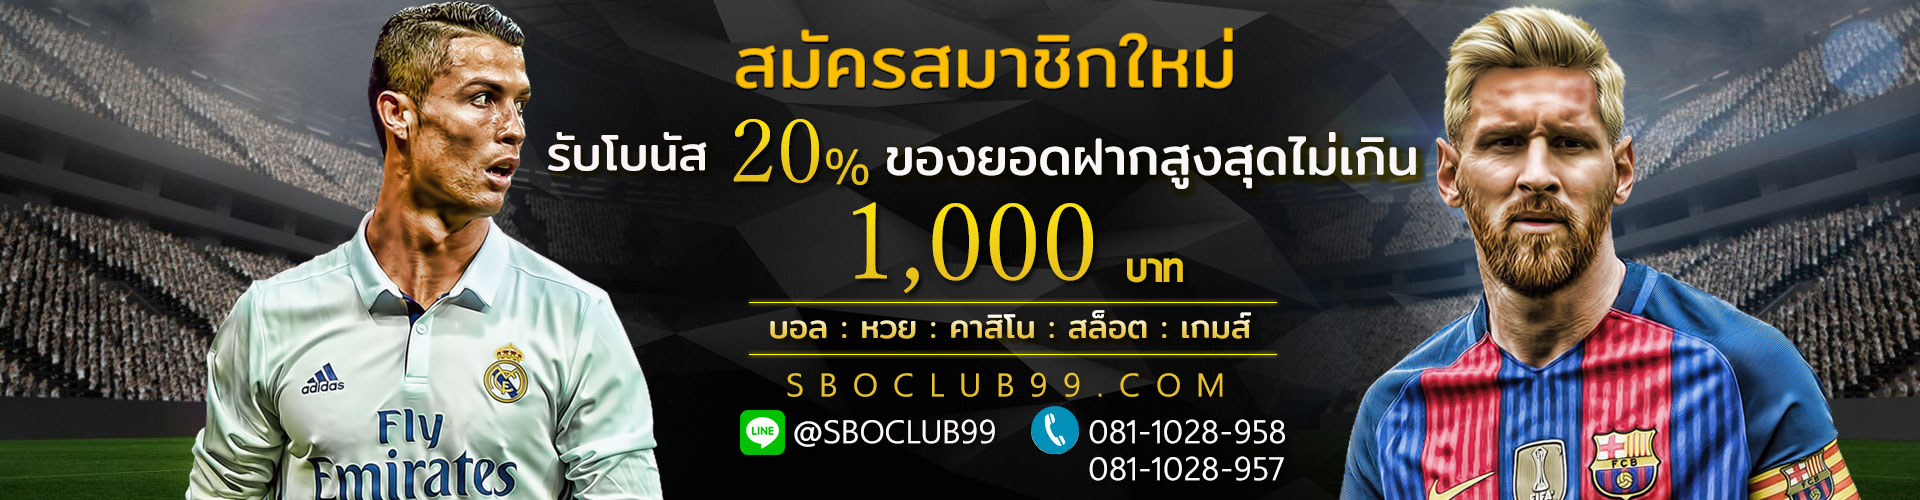 สมัครสมาชิกใหม่
รับโบนัส 20% ของยอดฝากสูงสุดไม่เกิน
1,000 บาท
บอล : หวย : คาสิโน : สล็อต : เกมส์
SBOCLUB99.COM
LINE @SBOCLUB99 081-1028-958
081-1028-957
adidas
Fly
Emirates
FCB
FIFA